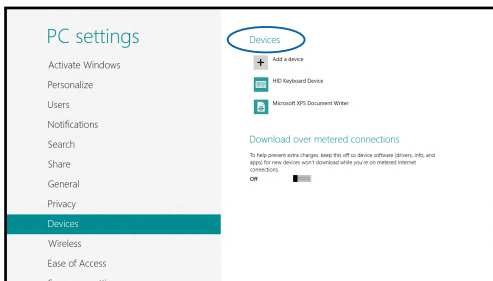 PC settings
Activate Windows
Personalize
Users
Notifications
Search
Share
General
Privacy
Devices
Wireless
Ease of Access
Devices
Add a device
HID Keyboard Device
Microsoft XPS Document Writer
Download over metered connections
To help prevent extra charges, keep this off so device software (drivers, info, and
apps) for new devices won't download while you're on metered Internet
connections.
Off